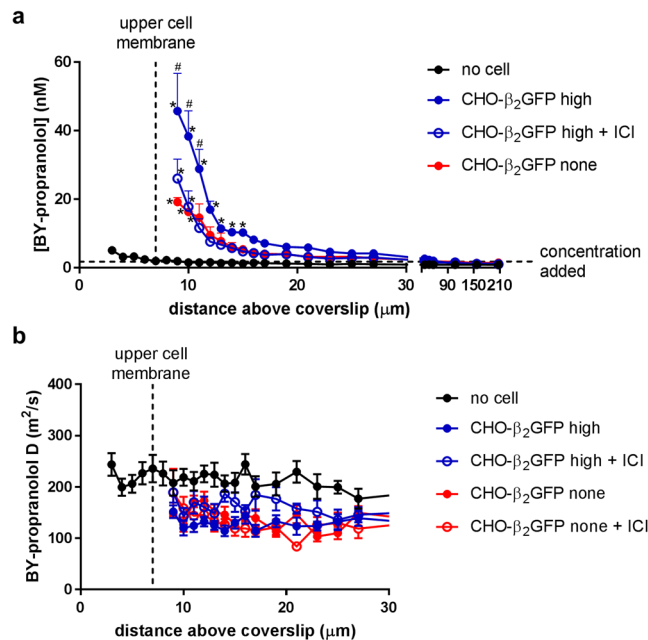 a
upper cell
membrane
no cell
CHO-β2GFP high
CHO-β2GFP high + ICI
CHO-β2GFP none
[BY-propranolol] (nM)
60
40
20
0
# # #
* * * * * * * * * *
concentration
added
0 10 20 30 90 150 210
distance above coverslip (μm)
b
upper cell
membrane
no cell
CHO-β2GFP high
CHO-β2GFP high + ICI
CHO-β2GFP none
CHO-β2GFP none + ICI
BY-propranolol D (m²/s)
400
300
200
100
0
0 10 20 30
distance above coverslip (μm)